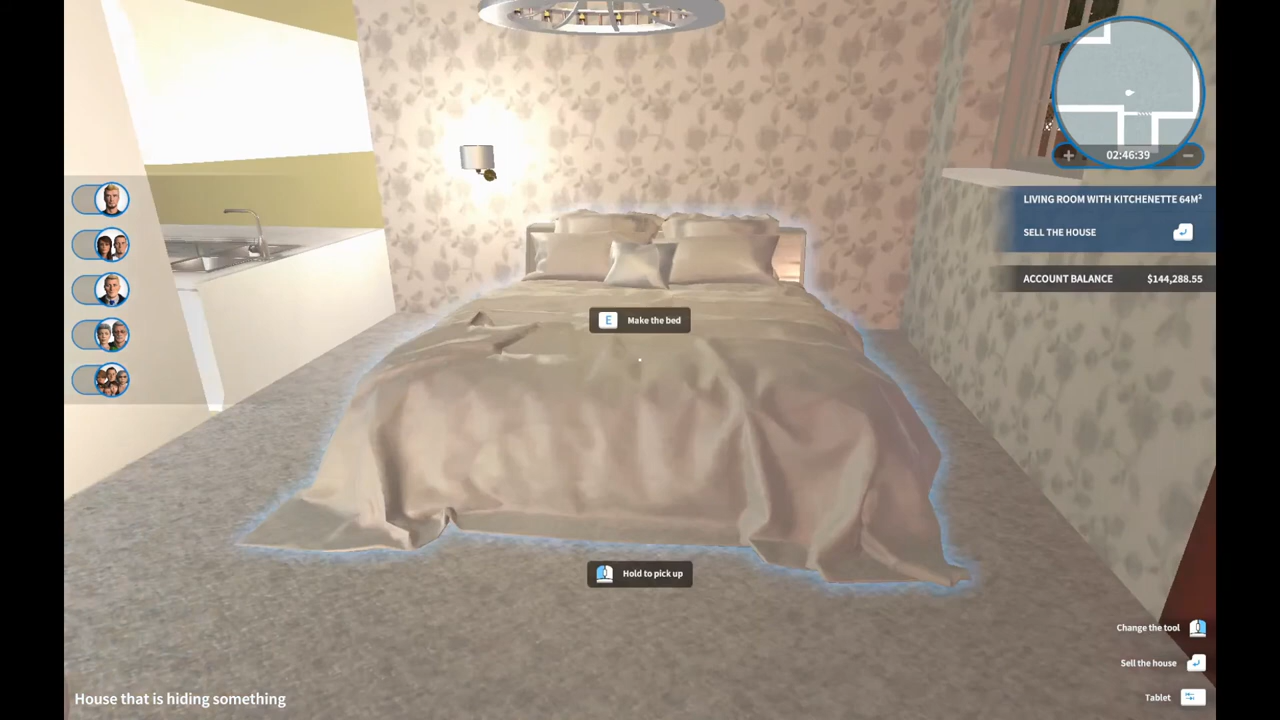 02:46:39
LIVING ROOM WITH KITCHENETTE 64M²
SELL THE HOUSE
ACCOUNT BALANCE $144,288.55
E Make the bed
Hold to pick up
Change the tool
Sell the house
Tablet
House that is hiding something